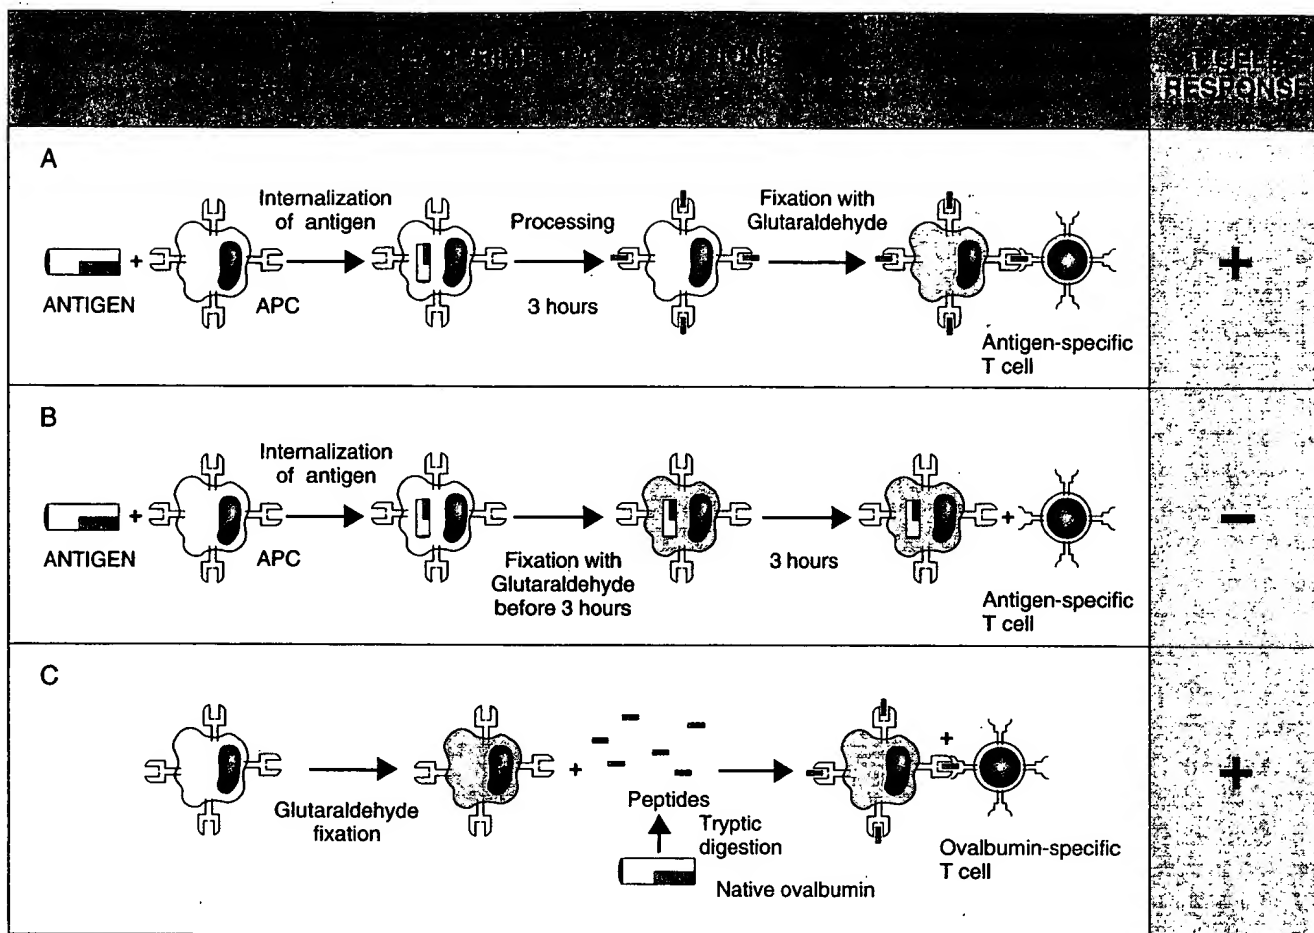 T CELL
RESPONSE
A
Internalization
of antigen
Processing
Fixation with
Glutaraldehyde
+
ANTIGEN
APC
3 hours
Antigen-specific
T cell
+
B
Internalization
of antigen
+
ANTIGEN
APC
Fixation with
Glutaraldehyde
before 3 hours
3 hours
+
Antigen-specific
T cell
−
C
Glutaraldehyde
fixation
+
Peptides
Tryptic
digestion
Native ovalbumin
+
Ovalbumin-specific
T cell
+